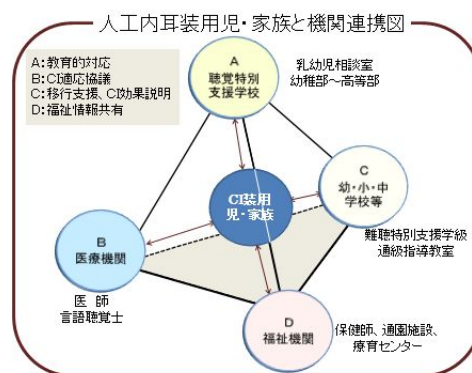 人工内耳装用児・家族と機関連携図
A:教育的対応
B:CI適応協議
C:移行支援、CI効果説明
D:福祉情報共有
A
聴覚特別
支援学校
乳幼児相談室
幼稚部～高等部
C
幼・小・中
学校等
難聴特別支援学級
通級指導教室
CI装用
児・家族
B
医療機関
医 師
言語聴覚士
D
福祉機関
保健師、通園施設、
療育センター